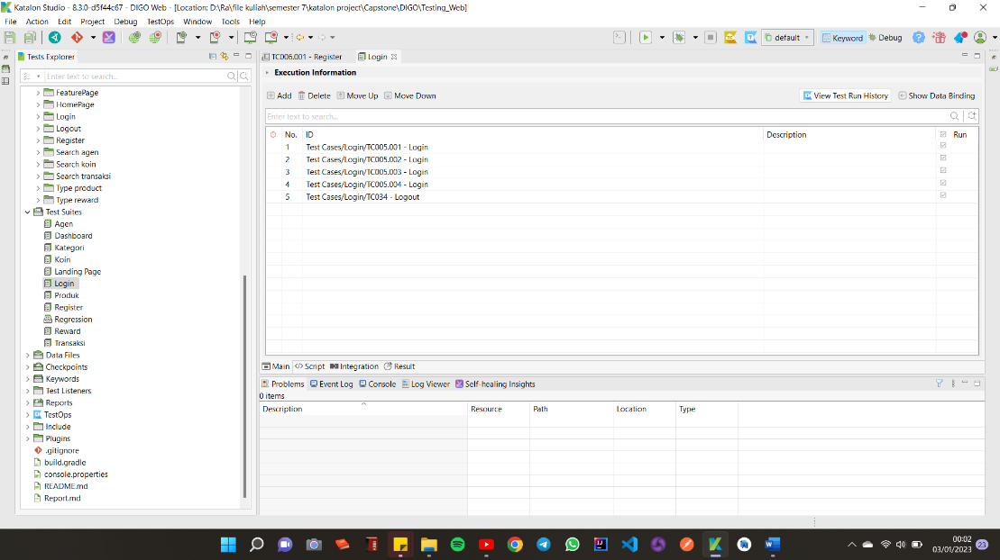 Katalon Studio - 8.3.0-d5f44c67 - DIGO Web - [Location: D:\Ra\file kuliah\semester 7\katalon project\Capstone\DIGO\Testing_Web]
File Action Edit Project Debug TestOps Window Tools Help
default Keyword Debug
Tests Explorer
Enter text to search...
FeaturePage
HomePage
Login
Logout
Register
Search agen
Search koin
Search transaksi
Type product
Type reward
Test Suites
Agen
Dashboard
Kategori
Koin
Landing Page
Login
Produk
Register
Regression
Reward
Transaksi
Data Files
Checkpoints
Keywords
Test Listeners
Reports
TestOps
Include
Plugins
.gitignore
build.gradle
console.properties
README.md
Report.md
TC006.001 - Register Login
Execution Information
Add Delete Move Up Move Down View Test Run History Show Data Binding
Enter text to search...
No. ID Description Run
1 Test Cases/Login/TC005.001 - Login
2 Test Cases/Login/TC005.002 - Login
3 Test Cases/Login/TC005.003 - Login
4 Test Cases/Login/TC005.004 - Login
5 Test Cases/Login/TC034 - Logout
Main Script Integration Result
Problems Event Log Console Log Viewer Self-healing Insights
0 items
Description Resource Path Location Type
00:02
03/01/2023 23